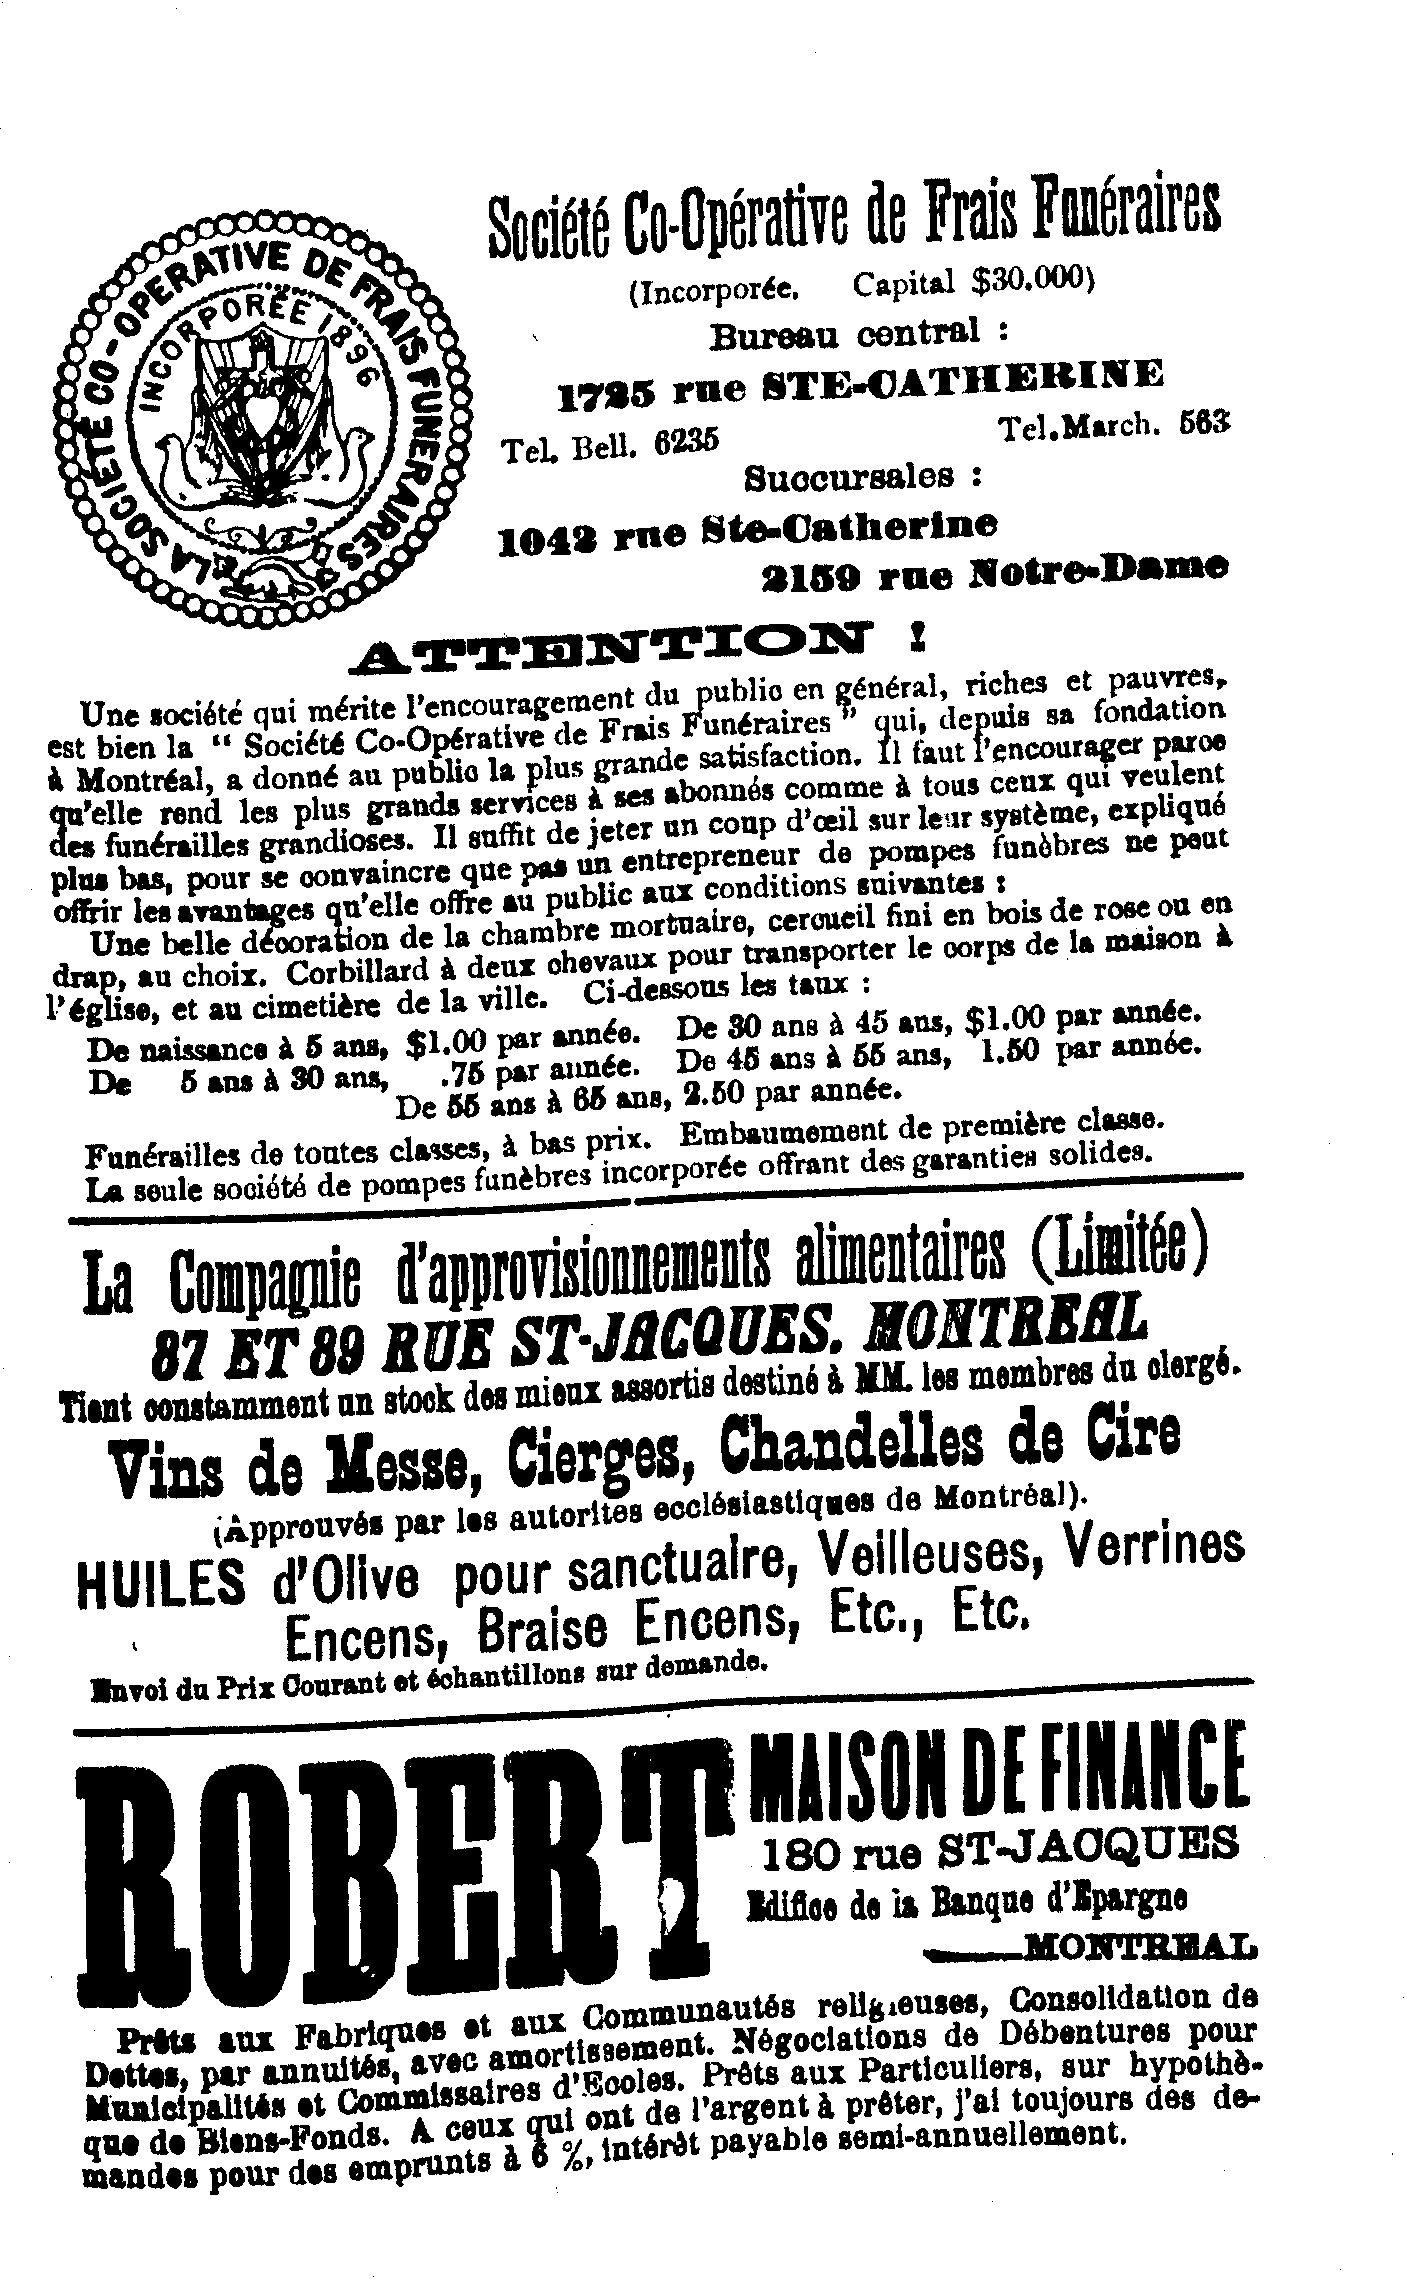 LA SOCIÉTÉ CO-OPERATIVE DE FRAIS FUNÉRAIRES
INCORPORÉE 1896
Société Co-Opérative de Frais Funéraires
(Incorporée. Capital $30.000)
Bureau central :
1725 rue STE-CATHERINE
Tel. Bell. 6235 Tel. March. 563
Succursales :
1042 rue Ste-Catherine
2159 rue Notre-Dame
ATTENTION !
Une société qui mérite l'encouragement du public en général, riches et pauvres,
est bien la " Société Co-Opérative de Frais Funéraires " qui, depuis sa fondation
à Montréal, a donné au public la plus grande satisfaction. Il faut l'encourager parce
qu'elle rend les plus grands services à ses abonnés comme à tous ceux qui veulent
des funérailles grandioses. Il suffit de jeter un coup d'œil sur leur système, expliqué
plus bas, pour se convaincre que pas un entrepreneur de pompes funèbres ne peut
offrir les avantages qu'elle offre au public aux conditions suivantes :
Une belle décoration de la chambre mortuaire, cercueil fini en bois de rose ou en
drap, au choix. Corbillard à deux chevaux pour transporter le corps de la maison à
l'église, et au cimetière de la ville. Ci-dessous les taux :
De naissance à 5 ans, $1.00 par année. De 30 ans à 45 ans, $1.00 par année.
De 5 ans à 30 ans, .75 par année. De 45 ans à 55 ans, 1.50 par année.
De 55 ans à 65 ans, 2.50 par année.
Funérailles de toutes classes, à bas prix. Embaumement de première classe.
La seule société de pompes funèbres incorporée offrant des garanties solides.
La Compagnie d'approvisionnements alimentaires (Limitée)
87 ET 89 RUE ST-JACQUES. MONTREAL
Tient constamment un stock des mieux assortis destiné à MM. les membres du clergé.
Vins de Messe, Cierges, Chandelles de Cire
(Approuvés par les autorites ecclésiastiques de Montréal).
HUILES d'Olive pour sanctuaire, Veilleuses, Verrines
Encens, Braise Encens, Etc., Etc.
Envoi du Prix Courant et échantillons sur demande.
ROBERT MAISON DE FINANCE
180 rue ST-JACQUES
Edifice de la Banque d'Epargne
MONTREAL
Prêts aux Fabriques et aux Communautés religieuses, Consolidation de
Dettes, par annuités, avec amortissement. Négociations de Débentures pour
Municipalités et Commissaires d'Ecoles. Prêts aux Particuliers, sur hypothè-
que de Biens-Fonds. A ceux qui ont de l'argent à prêter, j'ai toujours des de-
mandes pour des emprunts à 6 %, intérêt payable semi-annuellement.